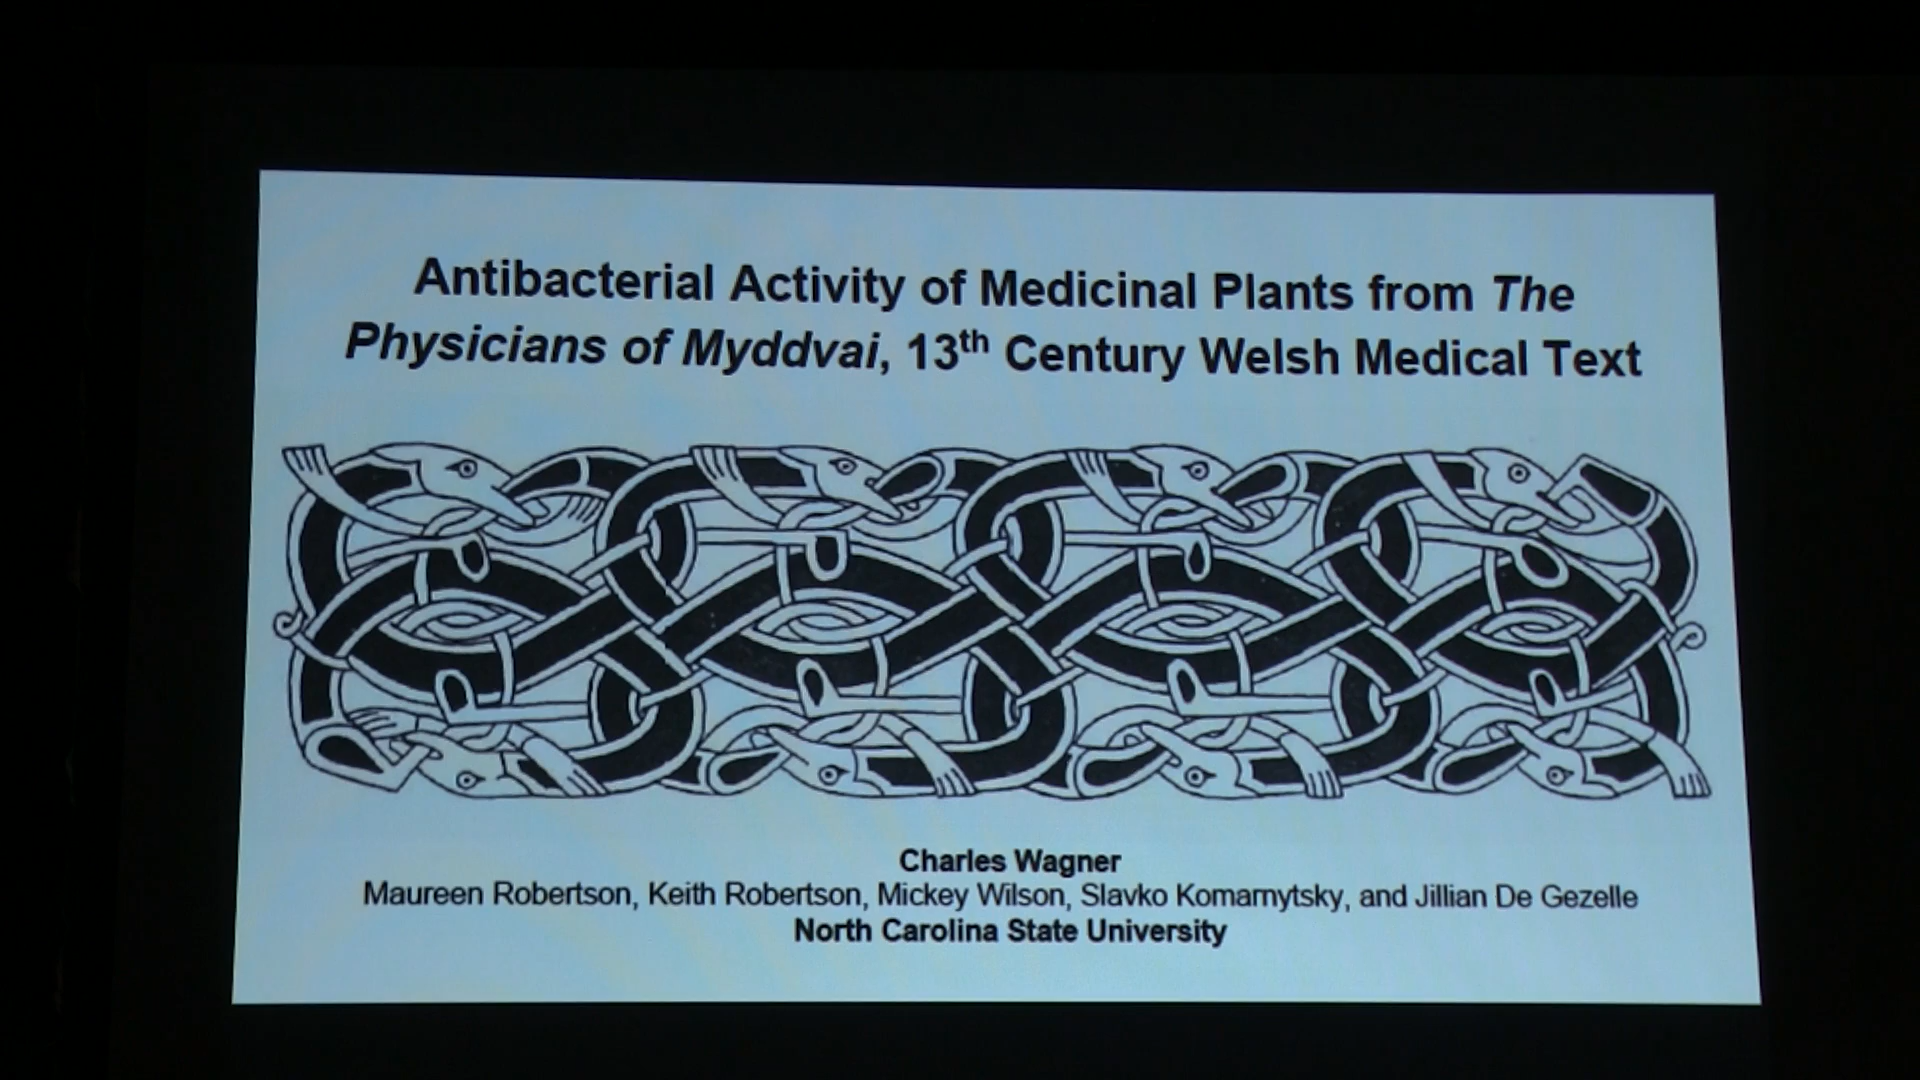 Antibacterial Activity of Medicinal Plants from The
Physicians of Myddvai, 13th Century Welsh Medical Text
Charles Wagner
Maureen Robertson, Keith Robertson, Mickey Wilson, Slavko Komarnytsky, and Jillian De Gezelle
North Carolina State University